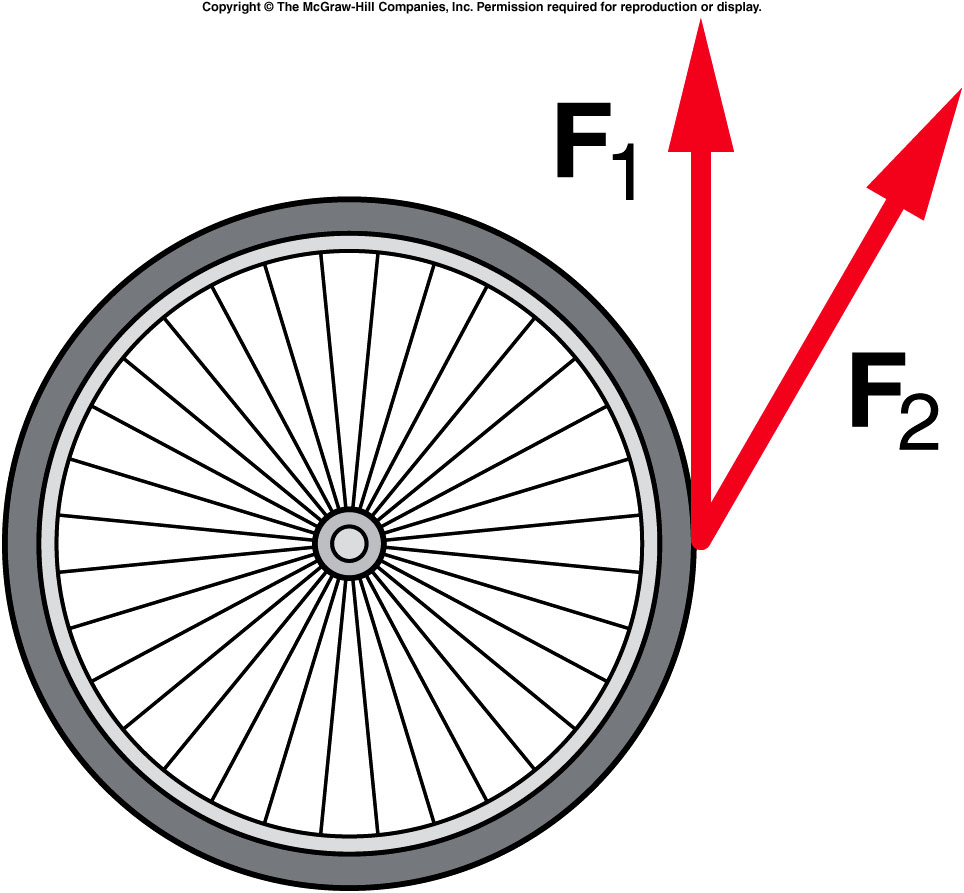 Copyright © The McGraw-Hill Companies, Inc. Permission required for reproduction or display.
F1
F2